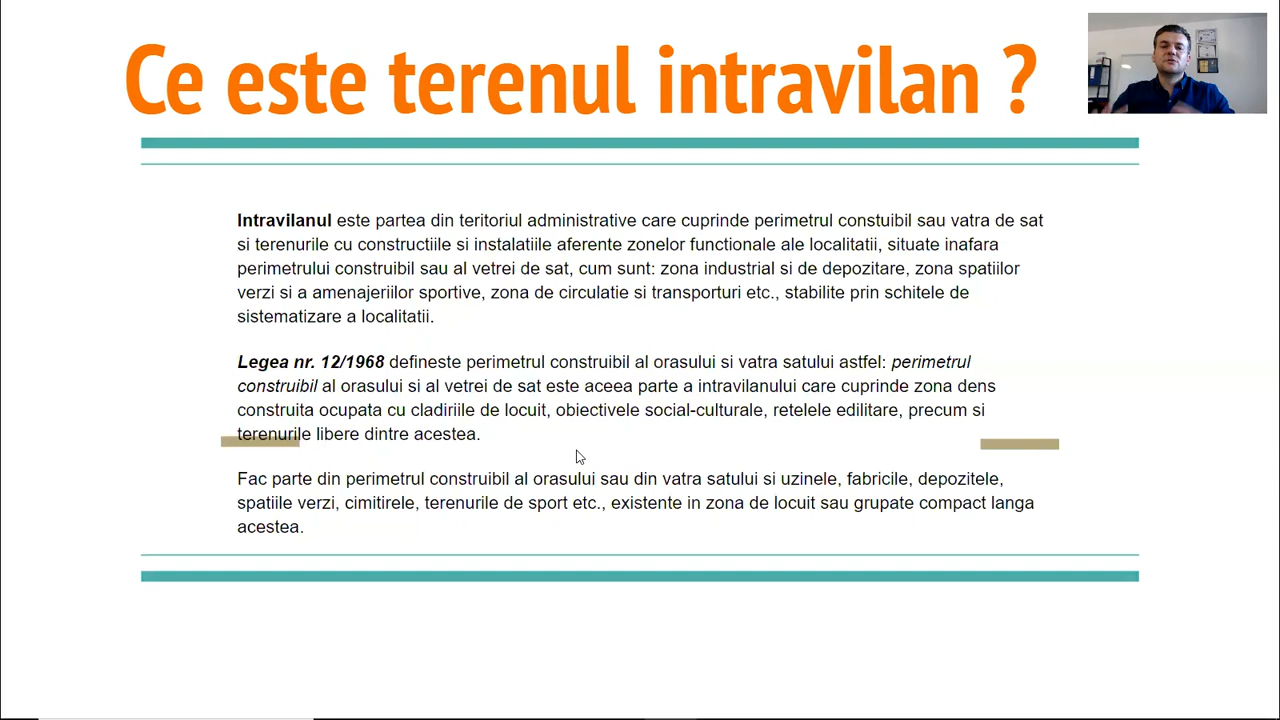 Ce este terenul intravilan ?
Intravilanul este partea din teritoriul administrative care cuprinde perimetrul constuibil sau vatra de sat
si terenurile cu constructiile si instalatiile aferente zonelor functionale ale localitatii, situate inafara
perimetrului construibil sau al vetrei de sat, cum sunt: zona industrial si de depozitare, zona spatiilor
verzi si a amenajeriilor sportive, zona de circulatie si transporturi etc., stabilite prin schitele de
sistematizare a localitatii.
Legea nr. 12/1968 defineste perimetrul construibil al orasului si vatra satului astfel: perimetrul
construibil al orasului si al vetrei de sat este aceea parte a intravilanului care cuprinde zona dens
construita ocupata cu cladiriile de locuit, obiectivele social-culturale, retelele edilitare, precum si
terenurile libere dintre acestea.
Fac parte din perimetrul construibil al orasului sau din vatra satului si uzinele, fabricile, depozitele,
spatiile verzi, cimitirele, terenurile de sport etc., existente in zona de locuit sau grupate compact langa
acestea.